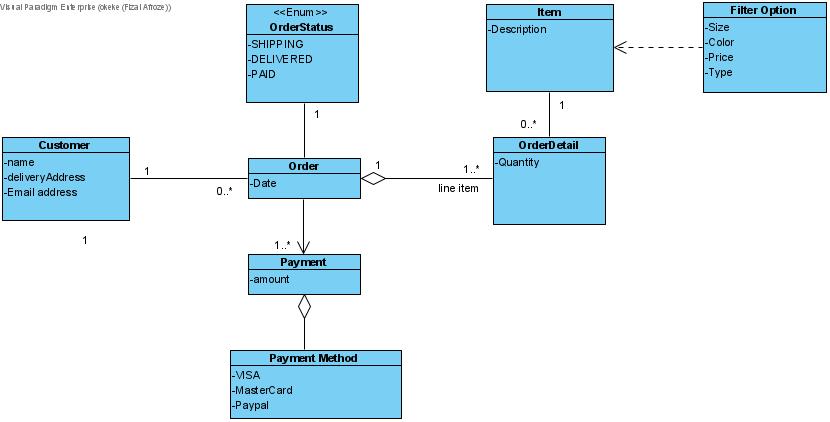 Visual Paradigm Enterprise (okeke (Fizal Afroze))
<<Enum>>
OrderStatus
-SHIPPING
-DELIVERED
-PAID
Item
-Description
Filter Option
-Size
-Color
-Price
-Type
1
1
0..*
Customer
-name
-deliveryAddress
-Email address
1
0..*
Order
-Date
1
1..*
line item
OrderDetail
-Quantity
1
1..*
Payment
-amount
Payment Method
-VISA
-MasterCard
-Paypal